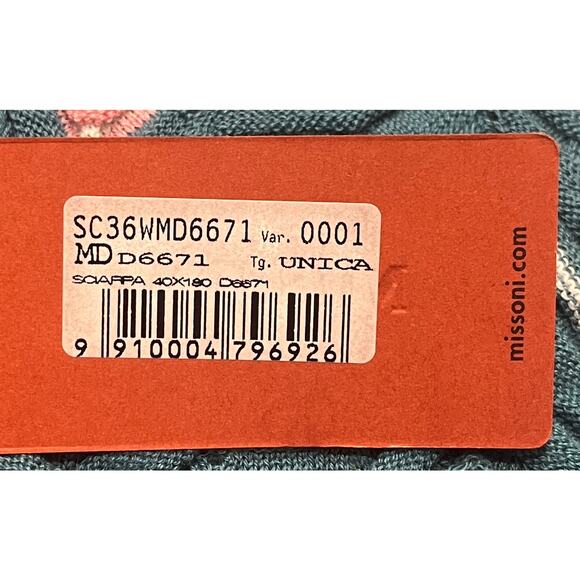 SC36WMD6671 Var. 0001
MD D6671 Tg. UNICA
SCIARPA 40X180 D6671
9 910004 796926
missoni.com